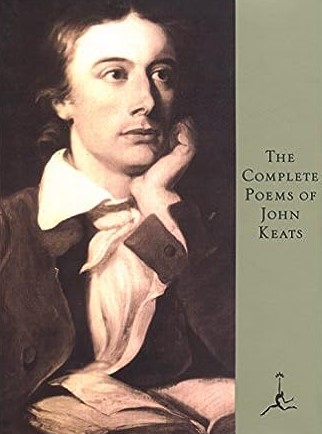 THE
COMPLETE
POEMS OF
JOHN
KEATS